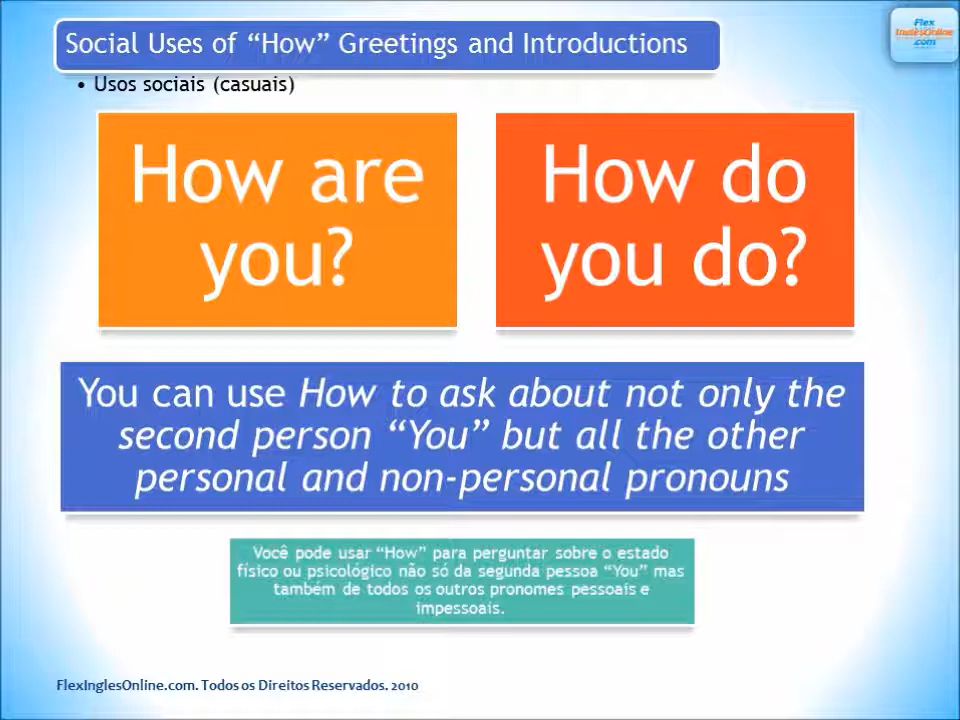 Social Uses of “How” Greetings and Introductions
Flex
InglesOnline
.com
• Usos sociais (casuais)
How are
you?
How do
you do?
You can use How to ask about not only the
second person “You” but all the other
personal and non-personal pronouns
Você pode usar “How” para perguntar sobre o estado
físico ou psicológico não só da segunda pessoa “You” mas
também de todos os outros pronomes pessoais e
impessoais.
FlexInglesOnline.com. Todos os Direitos Reservados. 2010